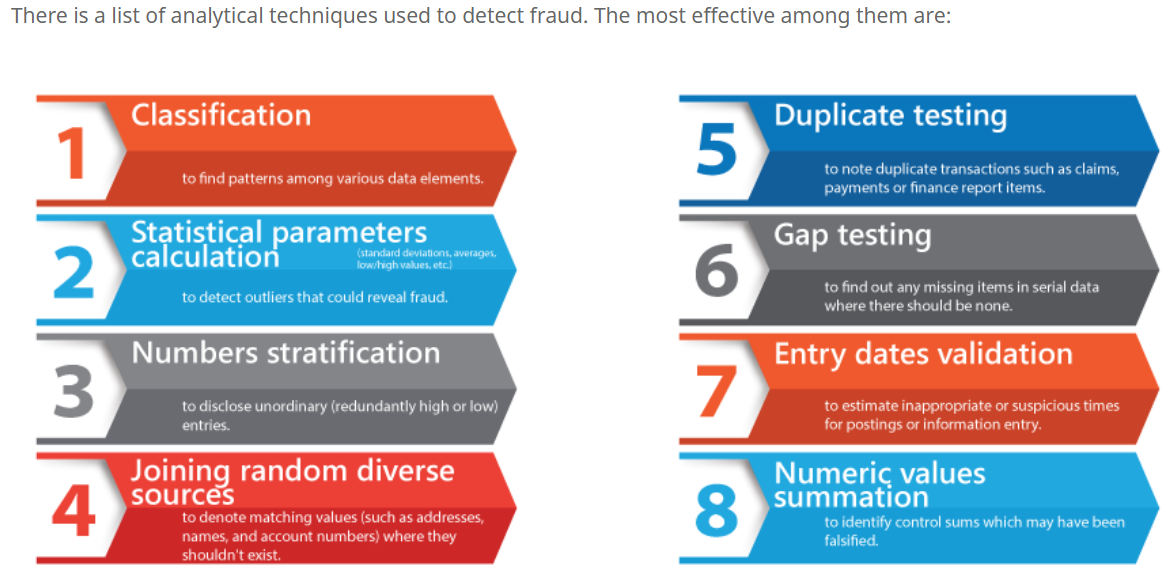 There is a list of analytical techniques used to detect fraud. The most effective among them are:
1
Classification
to find patterns among various data elements.
2
Statistical parameters
calculation
(standard deviations, averages,
low/high values, etc.)
to detect outliers that could reveal fraud.
3
Numbers stratification
to disclose unordinary (redundantly high or low)
entries.
4
Joining random diverse
sources
to denote matching values (such as addresses,
names, and account numbers) where they
shouldn't exist.
5
Duplicate testing
to note duplicate transactions such as claims,
payments or finance report items.
6
Gap testing
to find out any missing items in serial data
where there should be none.
7
Entry dates validation
to estimate inappropriate or suspicious times
for postings or information entry.
8
Numeric values
summation
to identify control sums which may have been
falsified.